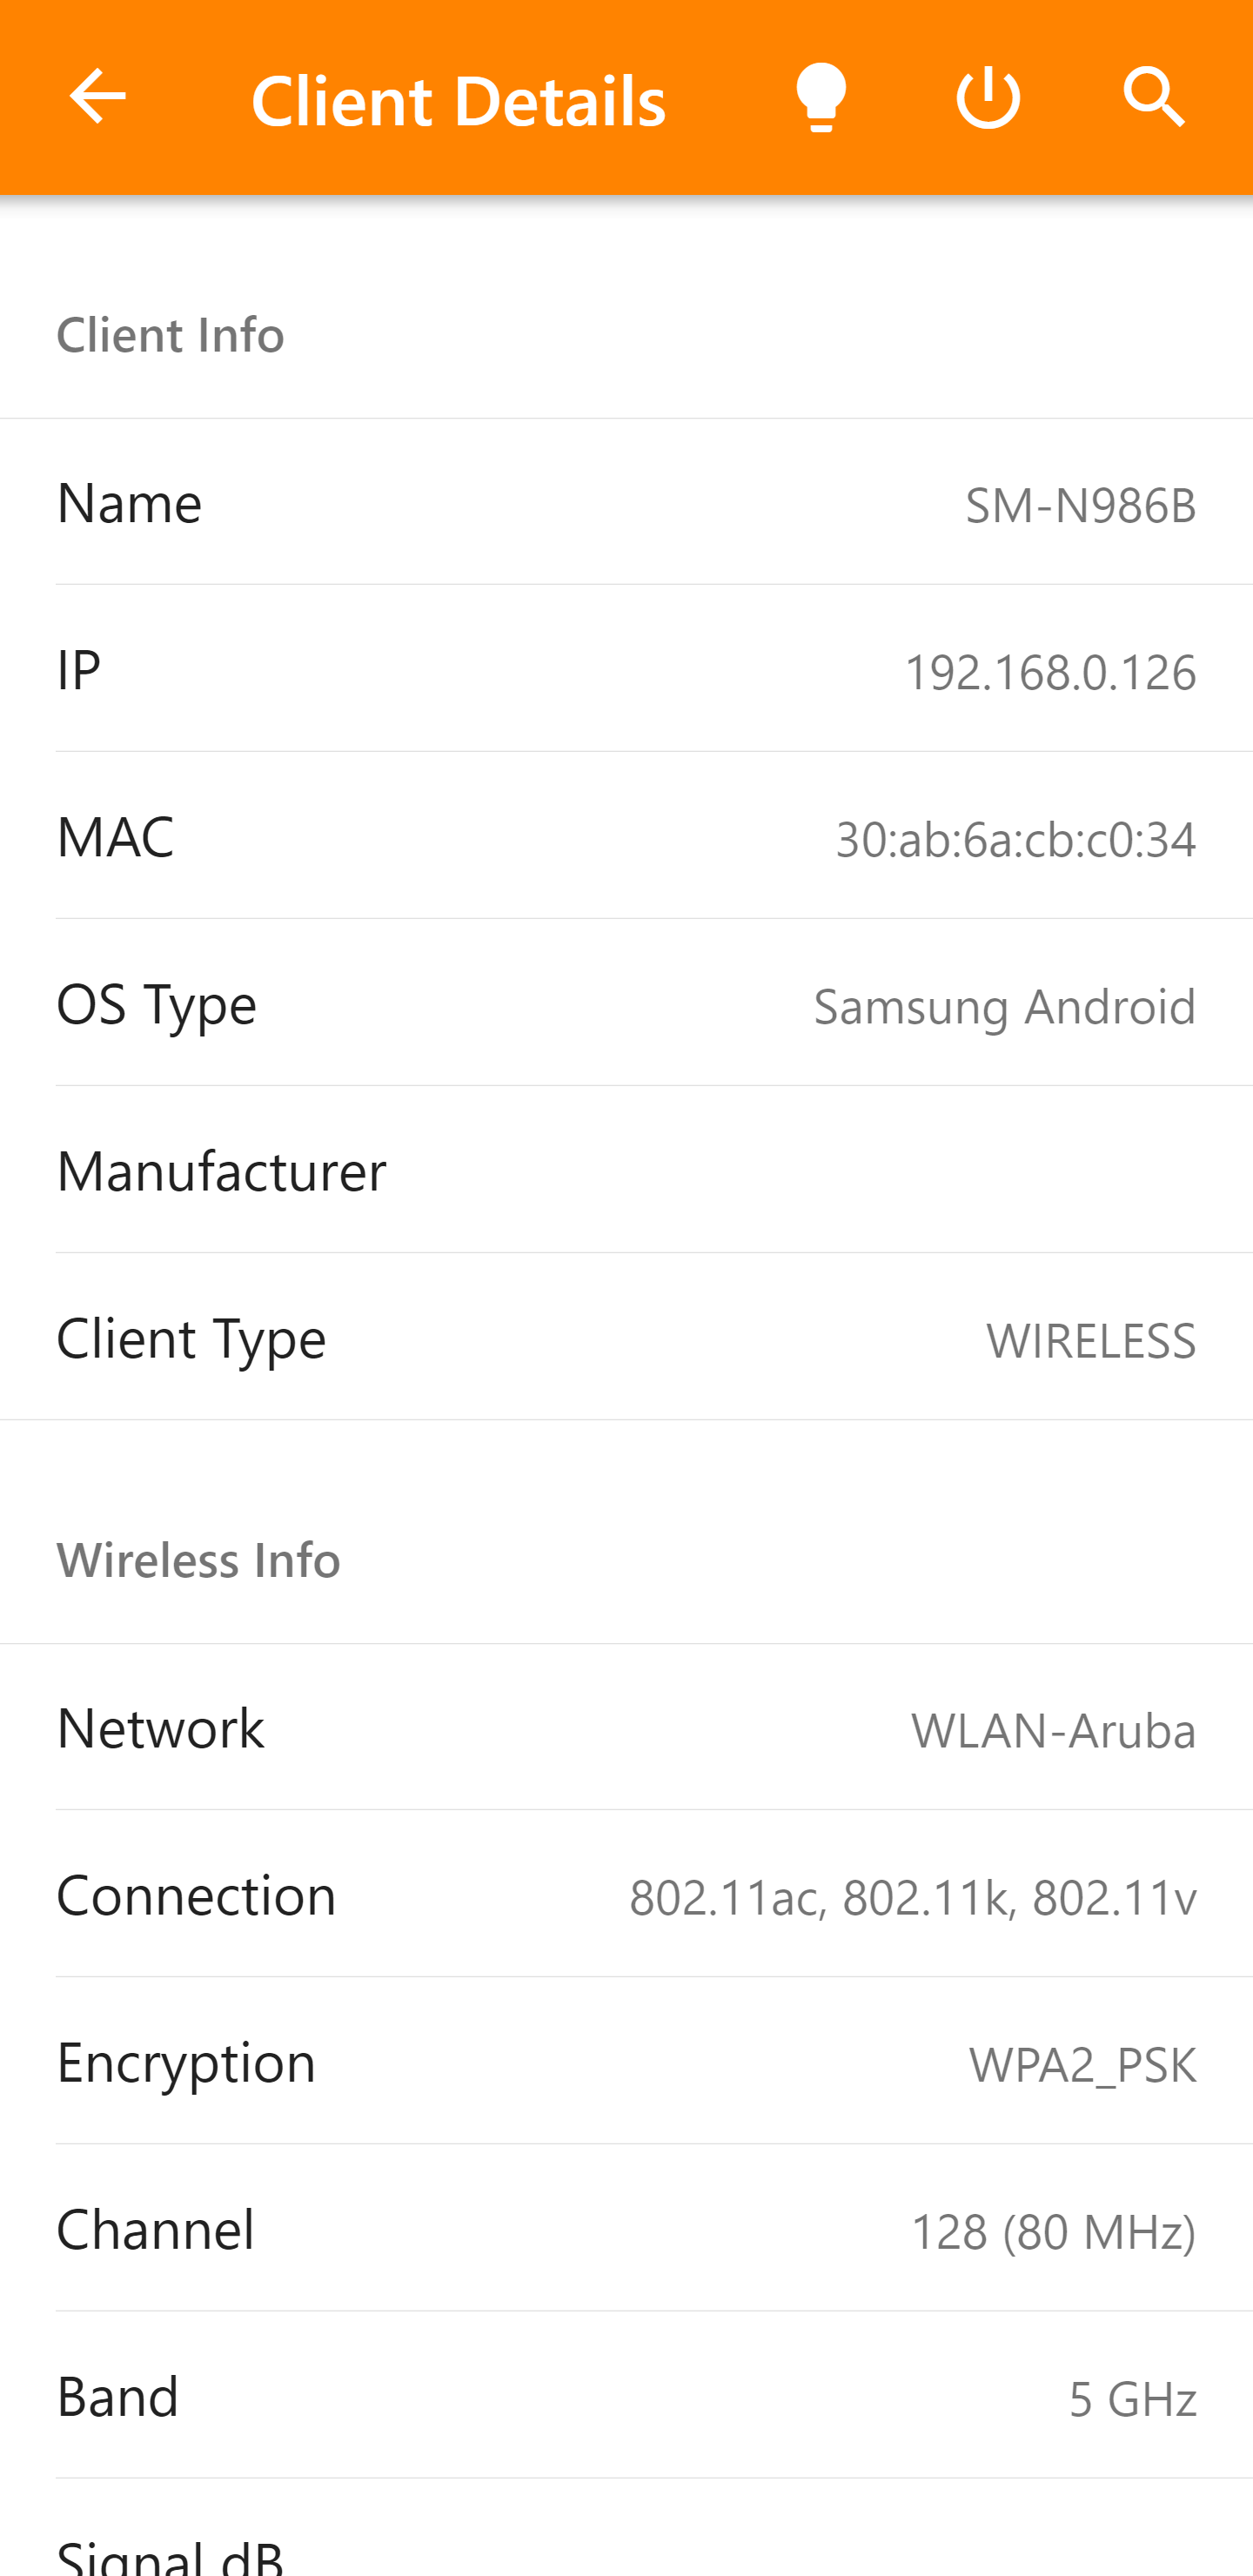 Client Details
Client Info
Name SM-N986B
IP 192.168.0.126
MAC 30:ab:6a:cb:c0:34
OS Type Samsung Android
Manufacturer
Client Type WIRELESS
Wireless Info
Network WLAN-Aruba
Connection 802.11ac, 802.11k, 802.11v
Encryption WPA2_PSK
Channel 128 (80 MHz)
Band 5 GHz
Signal dB